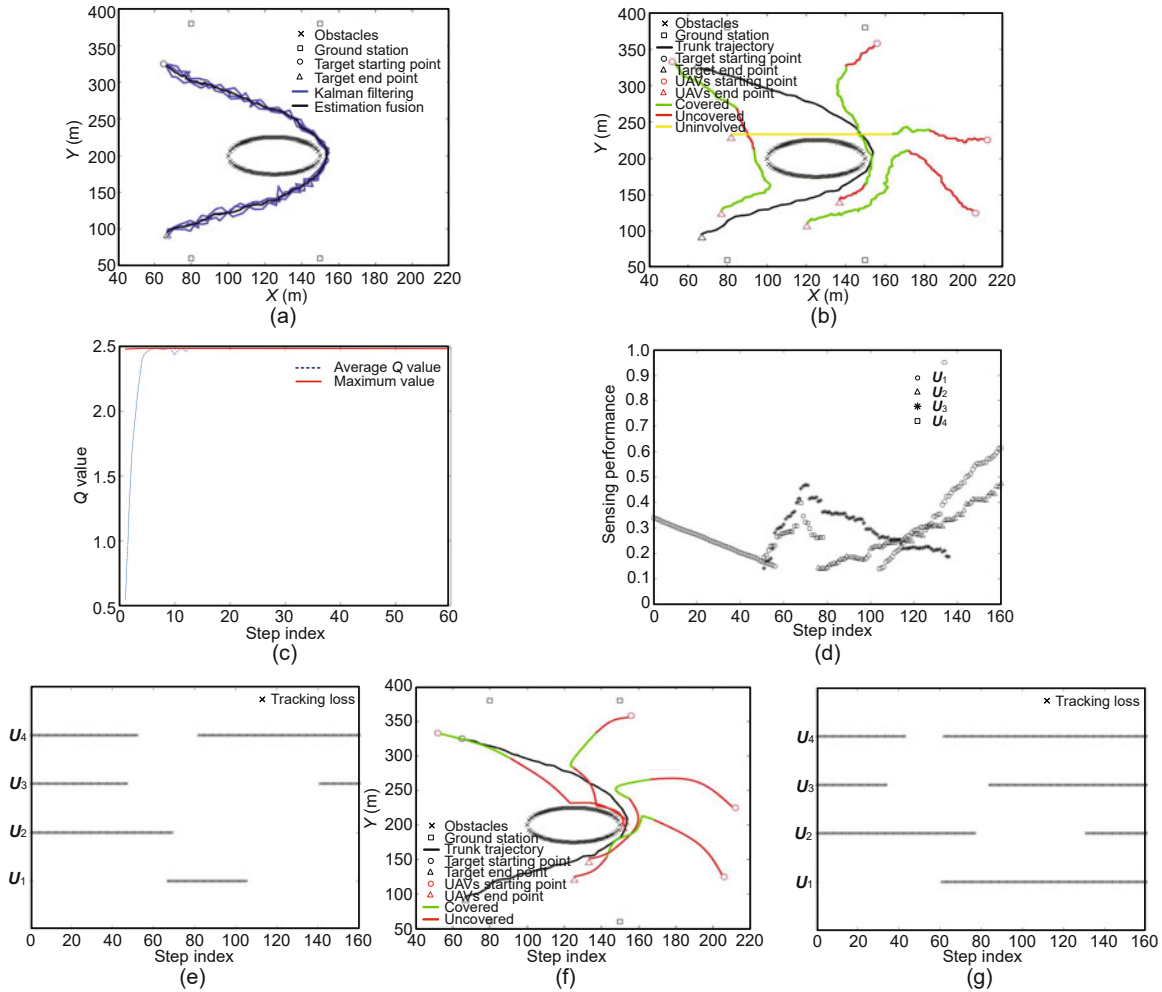 400
350
300
250
200
150
100
50
Y (m)
Obstacles
Ground station
Target starting point
Target end point
Kalman filtering
Estimation fusion
40 60 80 100 120 140 160 180 200 220
X (m)
(a)
400
350
300
250
200
150
100
50
Y (m)
Obstacles
Ground station
Trunk trajectory
Target starting point
Target end point
UAVs starting point
UAVs end point
Covered
Uncovered
Uninvolved
40 60 80 100 120 140 160 180 200 220
X (m)
(b)
2.5
2.0
1.5
1.0
0.5
Q value
Average Q value
Maximum value
0 10 20 30 40 50 60
Step index
(c)
1.0
0.9
0.8
0.7
0.6
0.5
0.4
0.3
0.2
0.1
0
Sensing performance
U1
U2
U3
U4
0 20 40 60 80 100 120 140 160
Step index
(d)
Tracking loss
U4
U3
U2
U1
0 20 40 60 80 100 120 140 160
Step index
(e)
400
350
300
250
200
150
100
50
Y (m)
Obstacles
Ground station
Trunk trajectory
Target starting point
Target end point
UAVs starting point
UAVs end point
Covered
Uncovered
40 60 80 100 120 140 160 180 200 220
Step index
(f)
Tracking loss
U4
U3
U2
U1
0 20 40 60 80 100 120 140 160
Step index
(g)